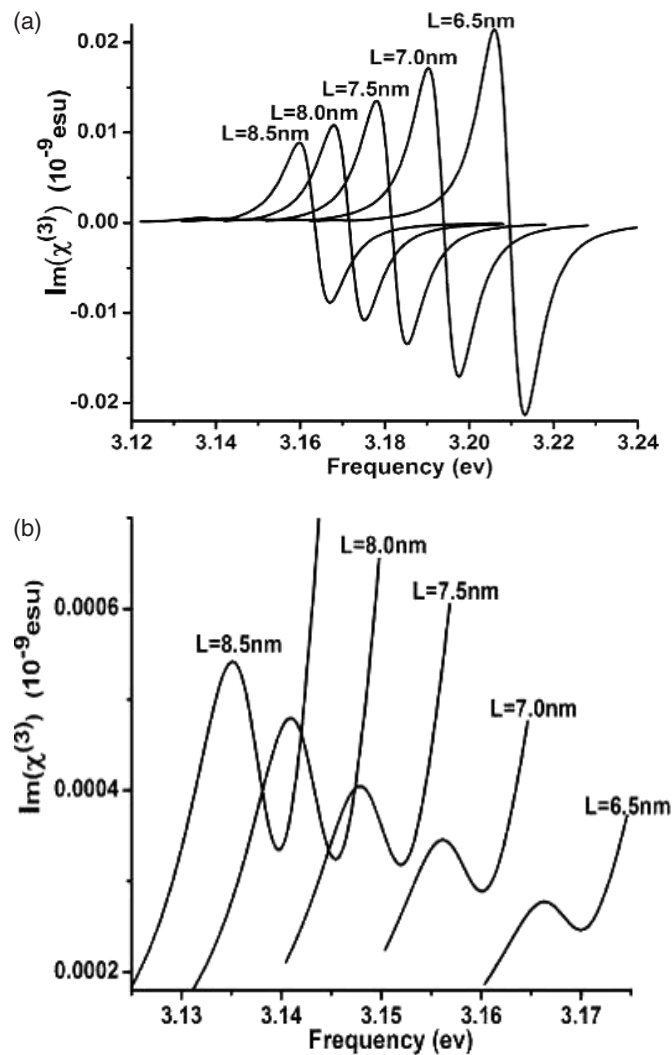 (a)
0.02
0.01
0.00
-0.01
-0.02
Im(χ(3)) (10-9esu)
L=6.5nm
L=7.0nm
L=7.5nm
L=8.0nm
L=8.5nm
3.12 3.14 3.16 3.18 3.20 3.22 3.24
Frequency (ev)
(b)
0.0006
0.0004
0.0002
Im(χ(3)) (10-9esu)
L=8.0nm
L=7.5nm
L=8.5nm
L=7.0nm
L=6.5nm
3.13 3.14 3.15 3.16 3.17
Frequency (ev)